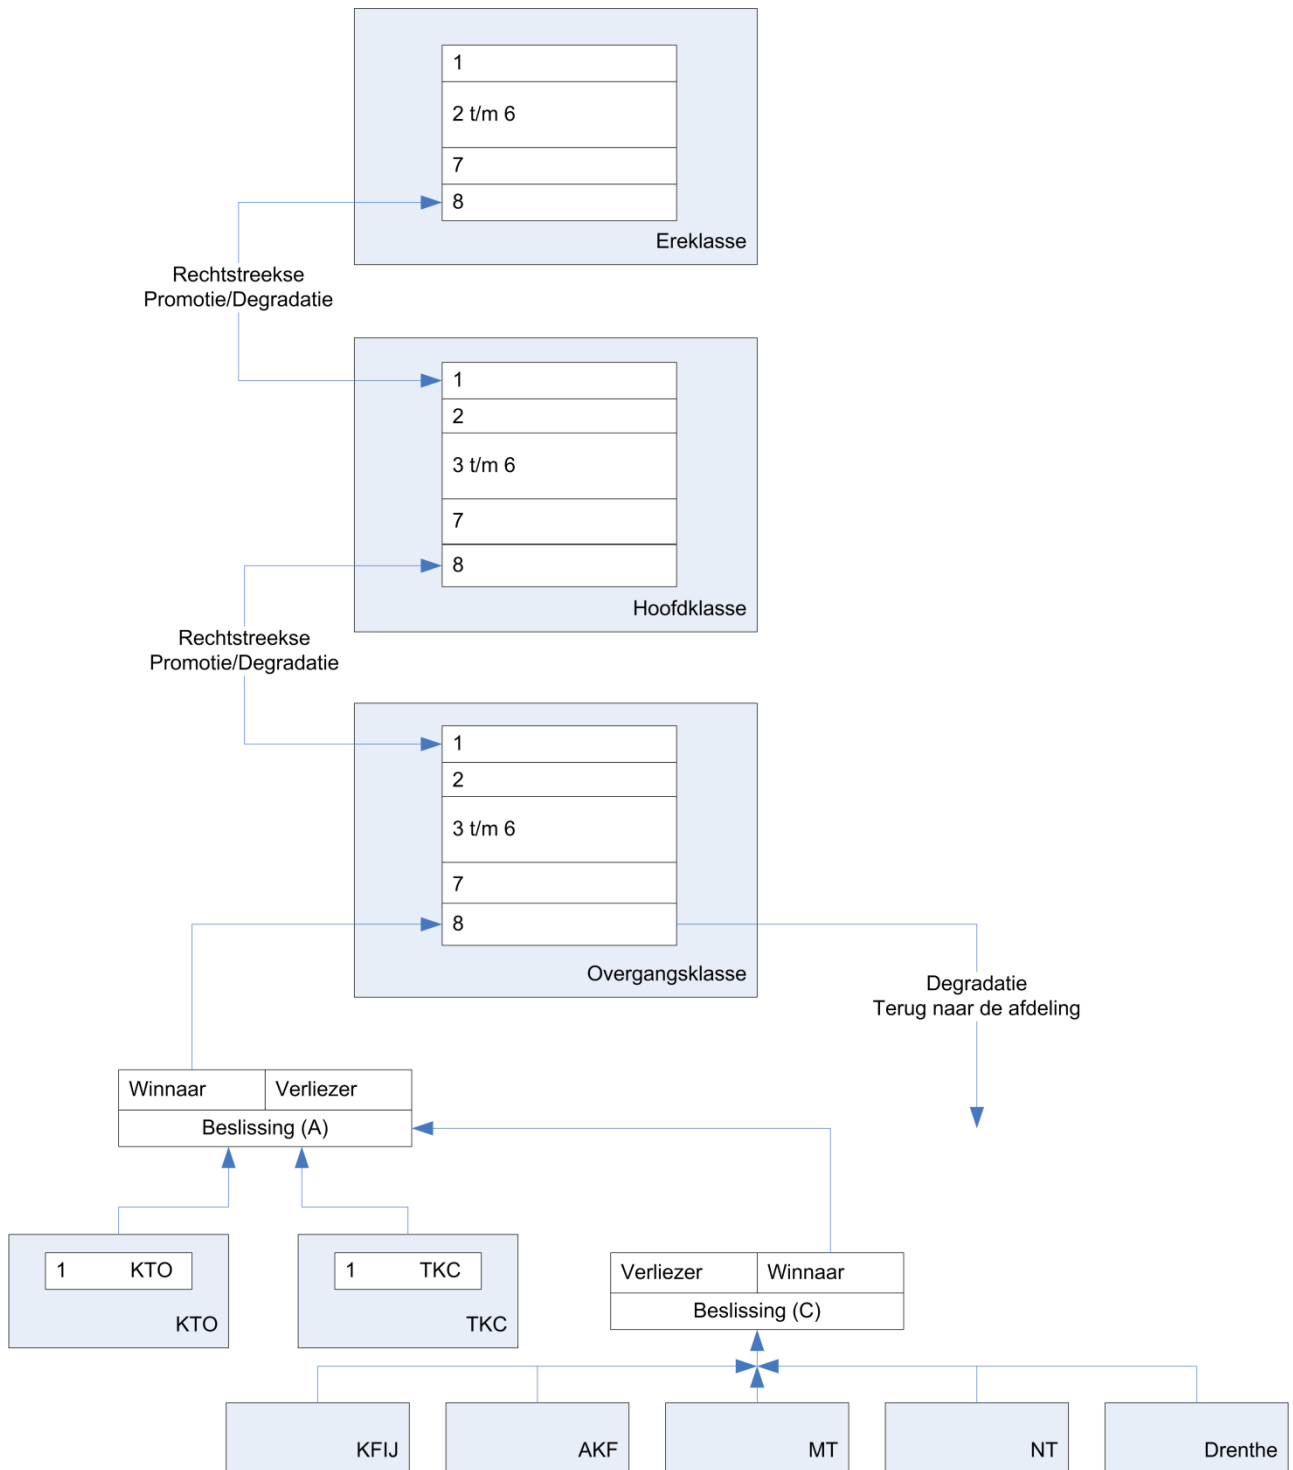 1
2 t/m 6
7
8
Ereklasse
Rechtstreekse
Promotie/Degradatie
1
2
3 t/m 6
7
8
Hoofdklasse
Rechtstreekse
Promotie/Degradatie
1
2
3 t/m 6
7
8
Overgangsklasse
Degradatie
Terug naar de afdeling
Winnaar Verliezer
Beslissing (A)
1 KTO
KTO
1 TKC
TKC
Verliezer Winnaar
Beslissing (C)
KFIJ
AKF
MT
NT
Drenthe